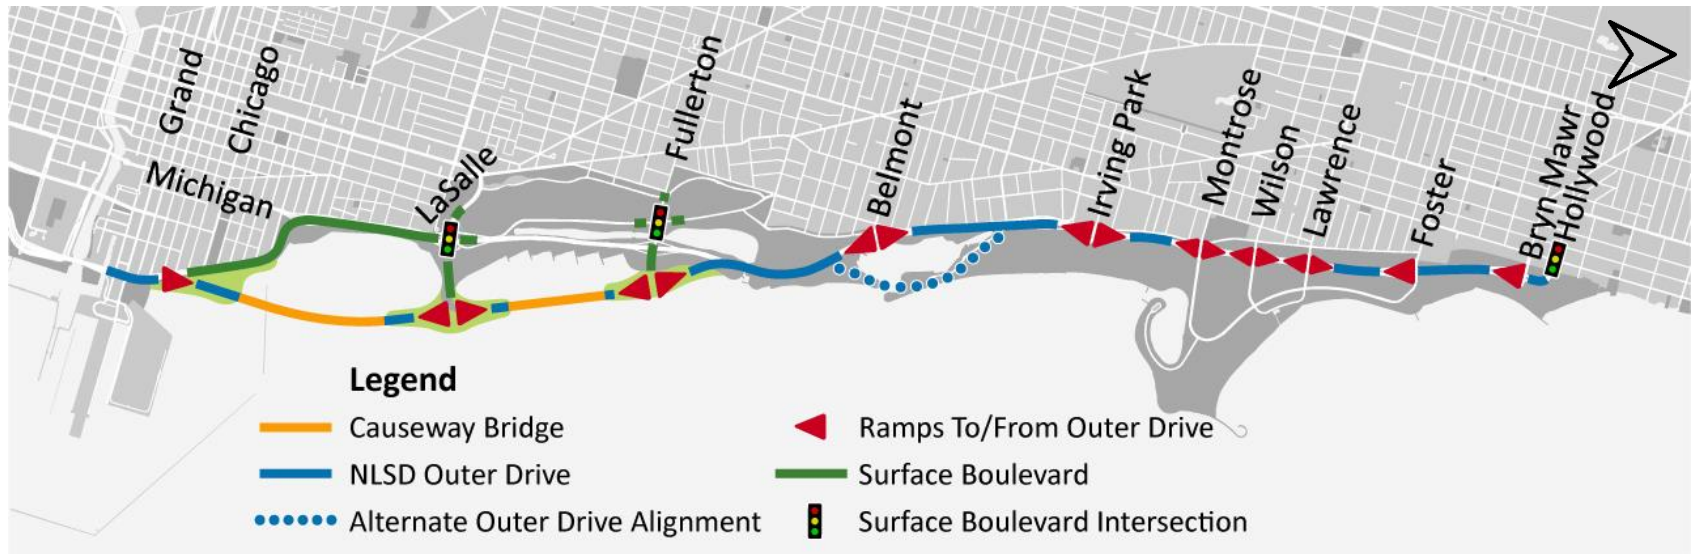 Grand
Chicago
Michigan
LaSalle
Fullerton
Belmont
Irving Park
Montrose
Wilson
Lawrence
Foster
Bryn Mawr
Hollywood
Legend
Causeway Bridge
NLSD Outer Drive
Alternate Outer Drive Alignment
Ramps To/From Outer Drive
Surface Boulevard
Surface Boulevard Intersection